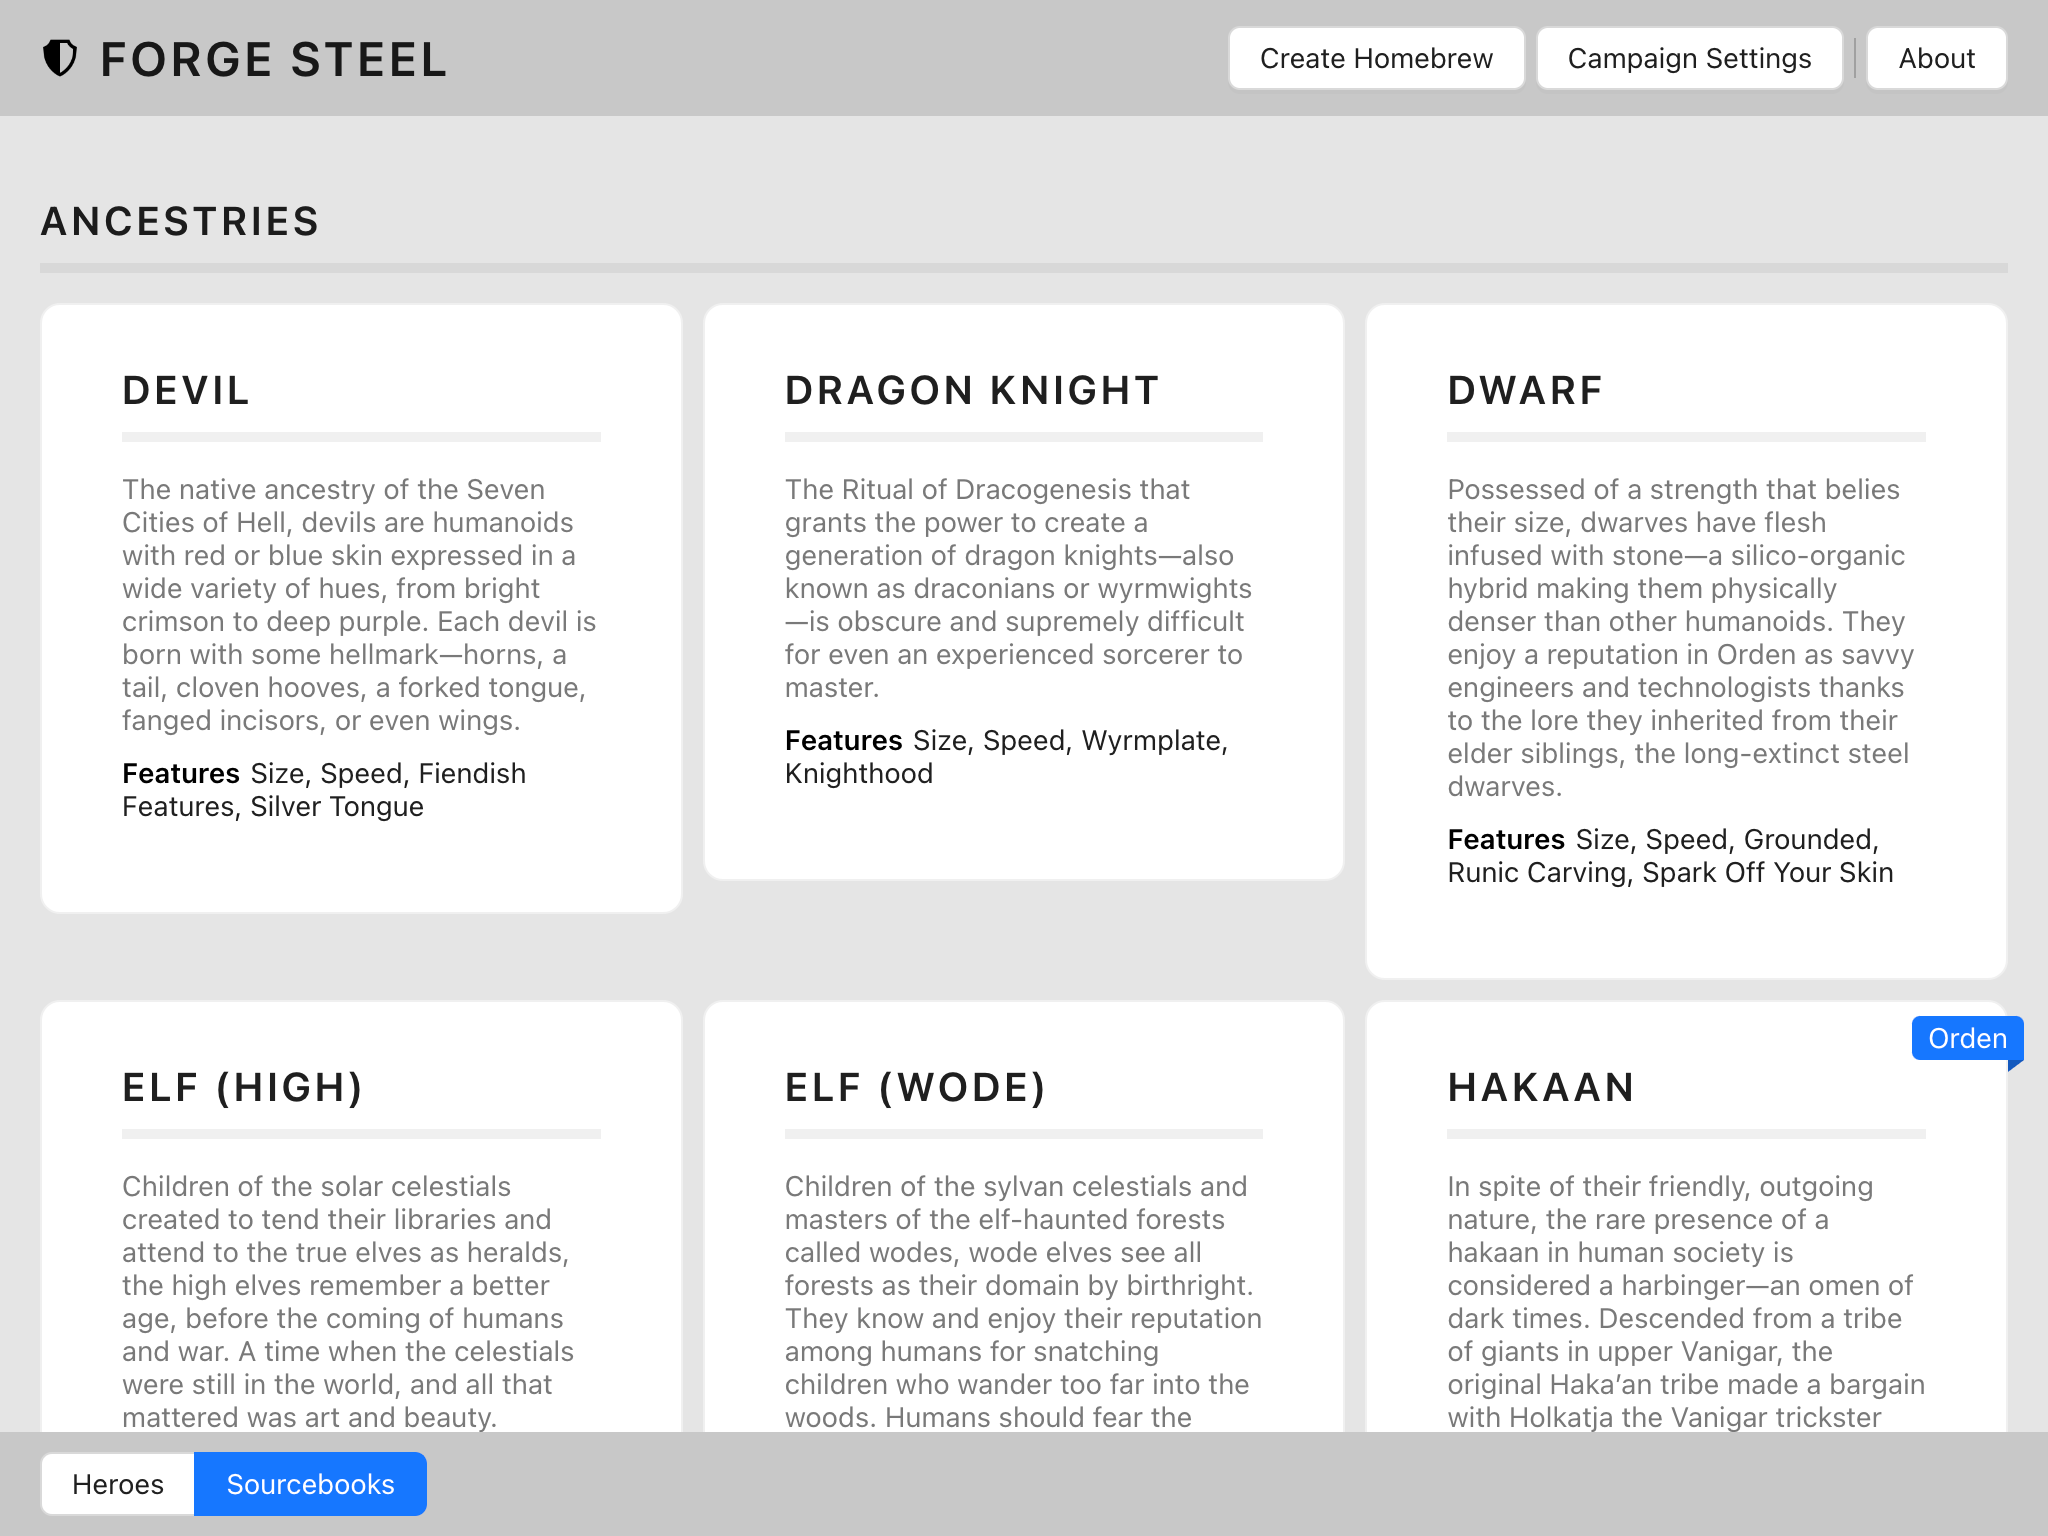 FORGE STEEL
Create Homebrew
Campaign Settings
About
ANCESTRIES
DEVIL
The native ancestry of the Seven
Cities of Hell, devils are humanoids
with red or blue skin expressed in a
wide variety of hues, from bright
crimson to deep purple. Each devil is
born with some hellmark—horns, a
tail, cloven hooves, a forked tongue,
fanged incisors, or even wings.
Features Size, Speed, Fiendish
Features, Silver Tongue
DRAGON KNIGHT
The Ritual of Dracogenesis that
grants the power to create a
generation of dragon knights—also
known as draconians or wyrmwights
—is obscure and supremely difficult
for even an experienced sorcerer to
master.
Features Size, Speed, Wyrmplate,
Knighthood
DWARF
Possessed of a strength that belies
their size, dwarves have flesh
infused with stone—a silico-organic
hybrid making them physically
denser than other humanoids. They
enjoy a reputation in Orden as savvy
engineers and technologists thanks
to the lore they inherited from their
elder siblings, the long-extinct steel
dwarves.
Features Size, Speed, Grounded,
Runic Carving, Spark Off Your Skin
ELF (HIGH)
Children of the solar celestials
created to tend their libraries and
attend to the true elves as heralds,
the high elves remember a better
age, before the coming of humans
and war. A time when the celestials
were still in the world, and all that
mattered was art and beauty.
ELF (WODE)
Children of the sylvan celestials and
masters of the elf-haunted forests
called wodes, wode elves see all
forests as their domain by birthright.
They know and enjoy their reputation
among humans for snatching
children who wander too far into the
woods. Humans should fear the
Orden
HAKAAN
In spite of their friendly, outgoing
nature, the rare presence of a
hakaan in human society is
considered a harbinger—an omen of
dark times. Descended from a tribe
of giants in upper Vanigar, the
original Haka’an tribe made a bargain
with Holkatja the Vanigar trickster
Heroes
Sourcebooks